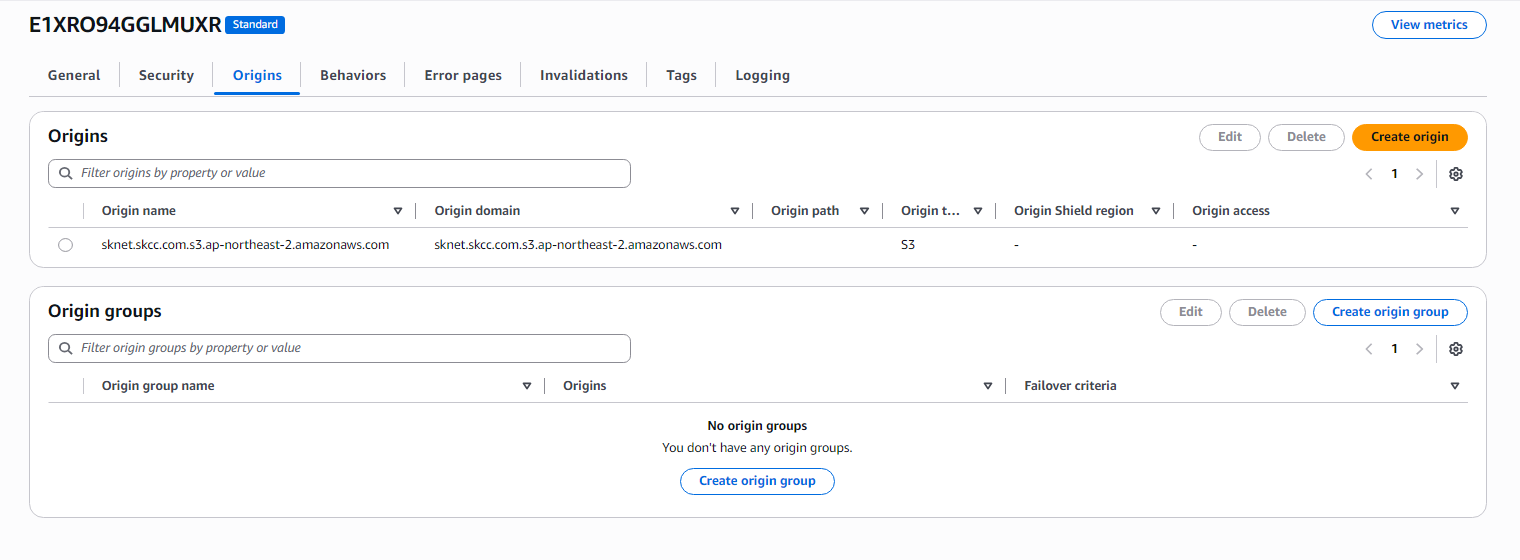 E1XRO94GGLMUXR Standard View metrics
General Security Origins Behaviors Error pages Invalidations Tags Logging
Origins Edit Delete Create origin
Filter origins by property or value 1
Origin name Origin domain Origin path Origin t... Origin Shield region Origin access
sknet.skcc.com.s3.ap-northeast-2.amazonaws.com sknet.skcc.com.s3.ap-northeast-2.amazonaws.com S3 - -
Origin groups Edit Delete Create origin group
Filter origin groups by property or value 1
Origin group name Origins Failover criteria
No origin groups
You don't have any origin groups.
Create origin group